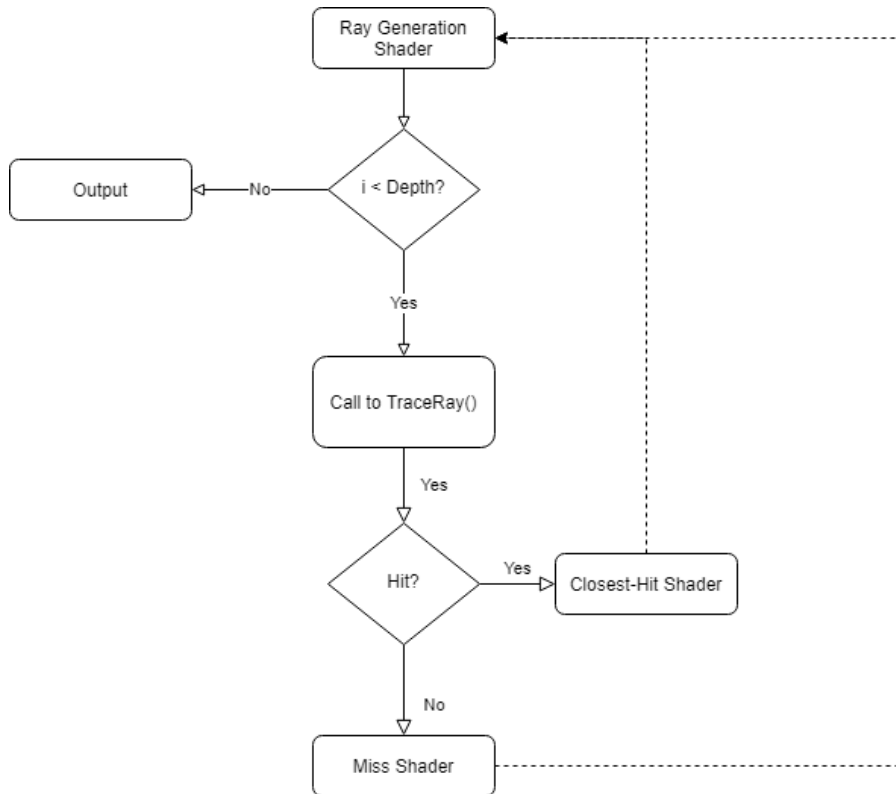 Ray Generation
Shader
i < Depth?
No
Output
Yes
Call to TraceRay()
Yes
Hit?
Yes
Closest-Hit Shader
No
Miss Shader